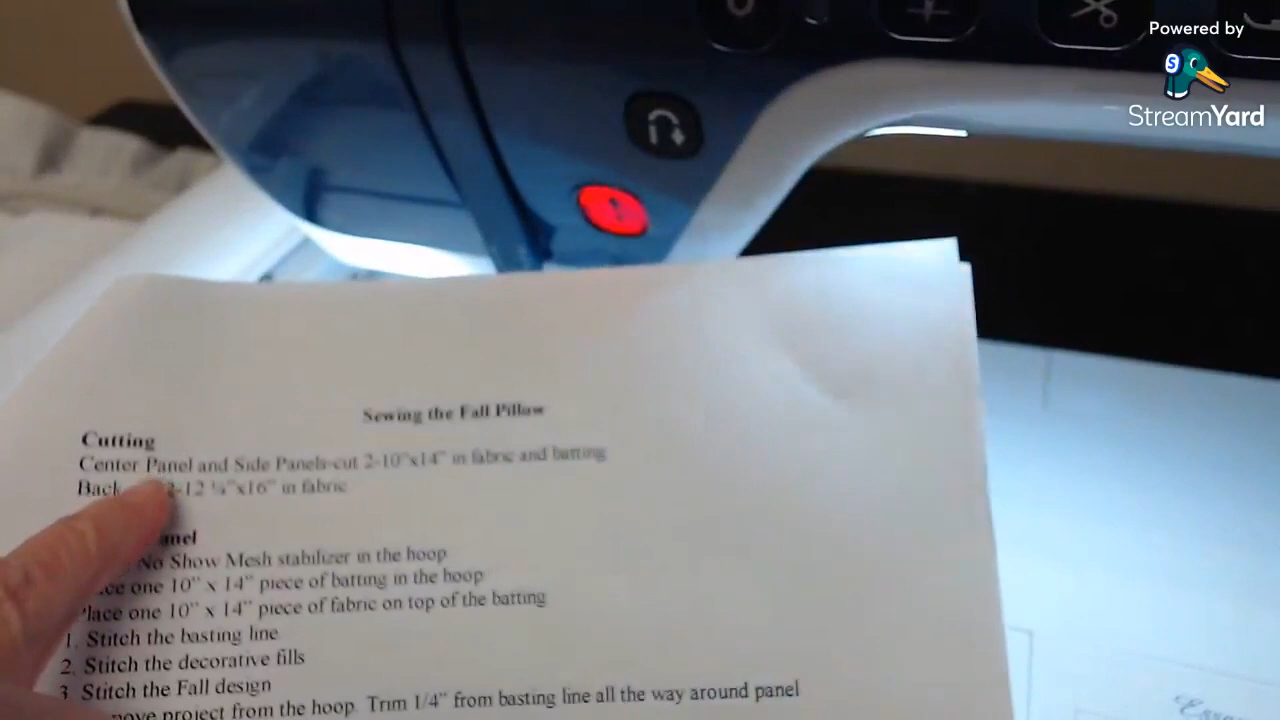 Powered by
StreamYard
Sewing the Fall Pillow
Cutting
Center Panel and Side Panels-cut 2-10"x14" in fabric and batting
Back 2-12 ¼"x16" in fabric
No Show Mesh stabilizer in the hoop
one 10" x 14" piece of batting in the hoop
Place one 10" x 14" piece of fabric on top of the batting
1. Stitch the basting line
2. Stitch the decorative fills
3 Stitch the Fall design
project from the hoop. Trim 1/4" from basting line all the way around panel